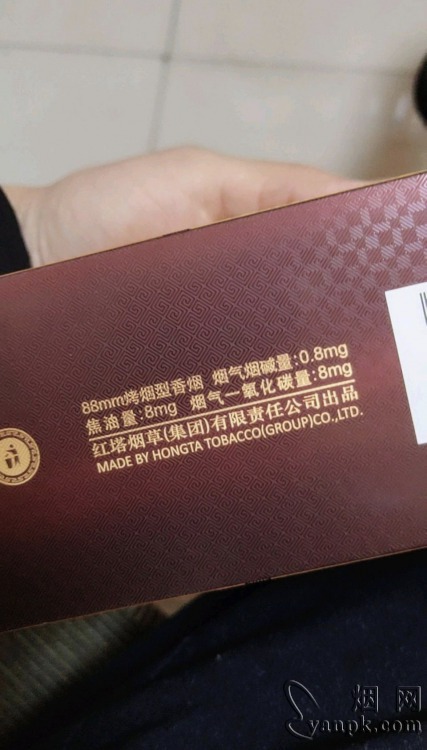 88mm烤烟型香烟 烟气烟碱量:0.8mg
焦油量:8mg 烟气一氧化碳量:8mg
红塔烟草(集团)有限责任公司出品
MADE BY HONGTA TOBACCO(GROUP)CO.,LTD.
烟网
yanpk.com